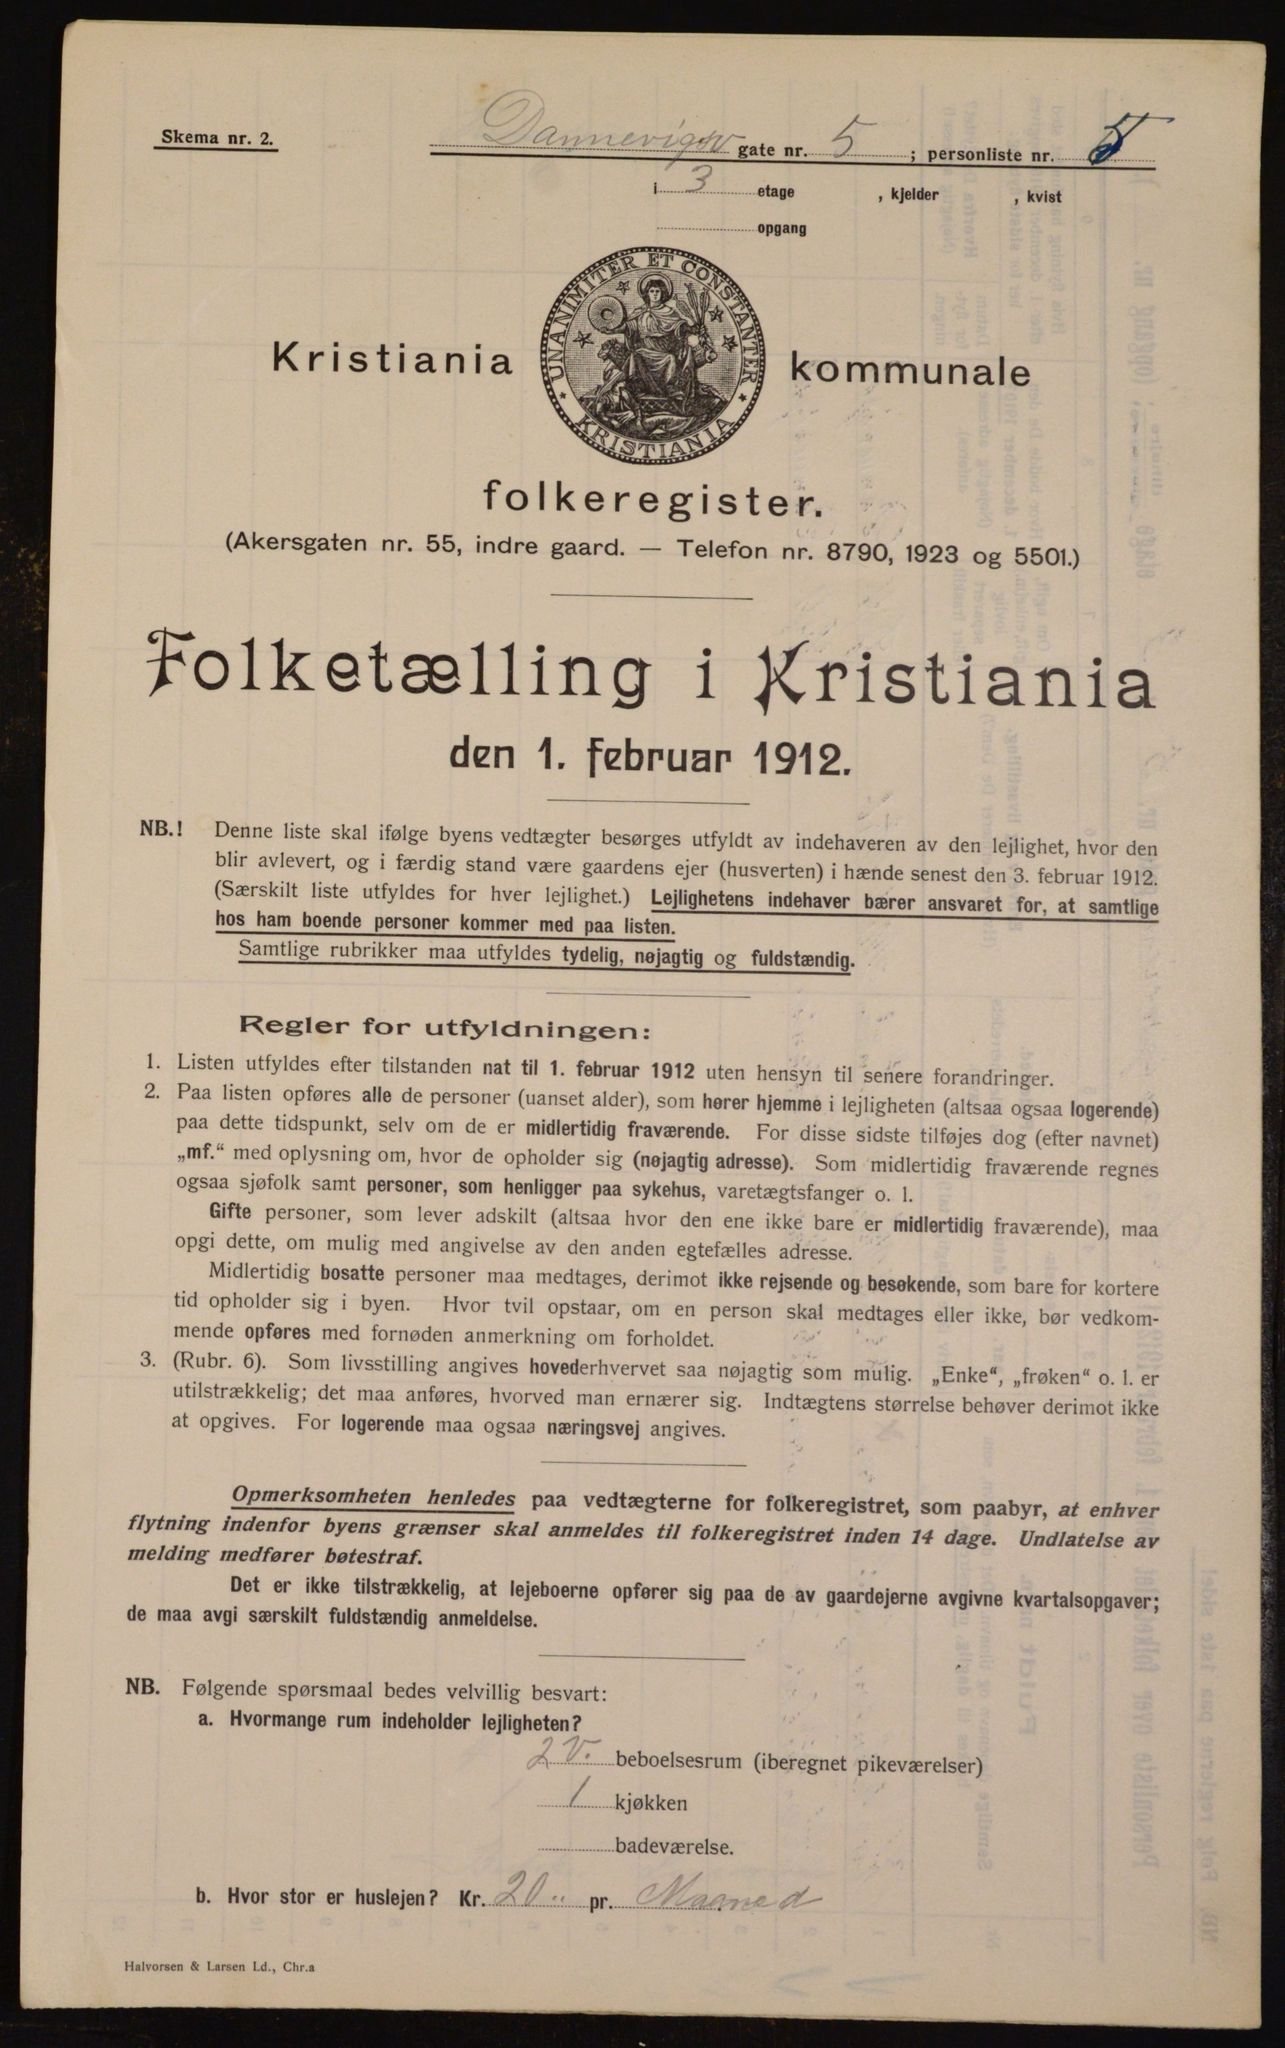 Skema nr. 2.
Dannevigs gate nr. 5 ; personliste nr. 5
i 3 etage , kjelder , kvist
opgang
UNANIMITER ET CONSTANTER
KRISTIANIA
Kristiania kommunale
folkeregister.
(Akersgaten nr. 55, indre gaard. — Telefon nr. 8790, 1923 og 5501.)
Folketælling i Kristiania
den 1. februar 1912.
NB.! Denne liste skal ifølge byens vedtægter besørges utfyldt av indehaveren av den lejlighet, hvor den
blir avlevert, og i færdig stand være gaardens ejer (husverten) i hænde senest den 3. februar 1912.
(Særskilt liste utfyldes for hver lejlighet.) Lejlighetens indehaver bærer ansvaret for, at samtlige
hos ham boende personer kommer med paa listen.
Samtlige rubrikker maa utfyldes tydelig, nøjagtig og fuldstændig.
Regler for utfyldningen:
1. Listen utfyldes efter tilstanden nat til 1. februar 1912 uten hensyn til senere forandringer.
2. Paa listen opføres alle de personer (uanset alder), som hører hjemme i lejligheten (altsaa ogsaa logerende)
paa dette tidspunkt, selv om de er midlertidig fraværende. For disse sidste tilføjes dog (efter navnet)
„mf.“ med oplysning om, hvor de opholder sig (nøjagtig adresse). Som midlertidig fraværende regnes
ogsaa sjøfolk samt personer, som henligger paa sykehus, varetægtsfanger o. l.
Gifte personer, som lever adskilt (altsaa hvor den ene ikke bare er midlertidig fraværende), maa
opgi dette, om mulig med angivelse av den anden egtefælles adresse.
Midlertidig bosatte personer maa medtages, derimot ikke rejsende og besøkende, som bare for kortere
tid opholder sig i byen. Hvor tvil opstaar, om en person skal medtages eller ikke, bør vedkom-
mende opføres med fornøden anmerkning om forholdet.
3. (Rubr. 6). Som livsstilling angives hovederhvervet saa nøjagtig som mulig. „Enke“, „frøken“ o. l. er
utilstrækkelig; det maa anføres, hvorved man ernærer sig. Indtægtens størrelse behøver derimot ikke
at opgives. For logerende maa ogsaa næringsvej angives.
Opmerksomheten henledes paa vedtægterne for folkeregistret, som paabyr, at enhver
flytning indenfor byens grænser skal anmeldes til folkeregistret inden 14 dage. Undlatelse av
melding medfører bøtestraf.
Det er ikke tilstrækkelig, at lejeboerne opfører sig paa de av gaardejerne avgivne kvartalsopgaver;
de maa avgi særskilt fuldstændig anmeldelse.
NB. Følgende spørsmaal bedes velvillig besvart:
a. Hvormange rum indeholder lejligheten?
2 V. beboelsesrum (iberegnet pikeværelser)
1 kjøkken
badeværelse.
b. Hvor stor er huslejen? Kr. 20 .. pr. Maaned
Halvorsen & Larsen Ld., Chr.a